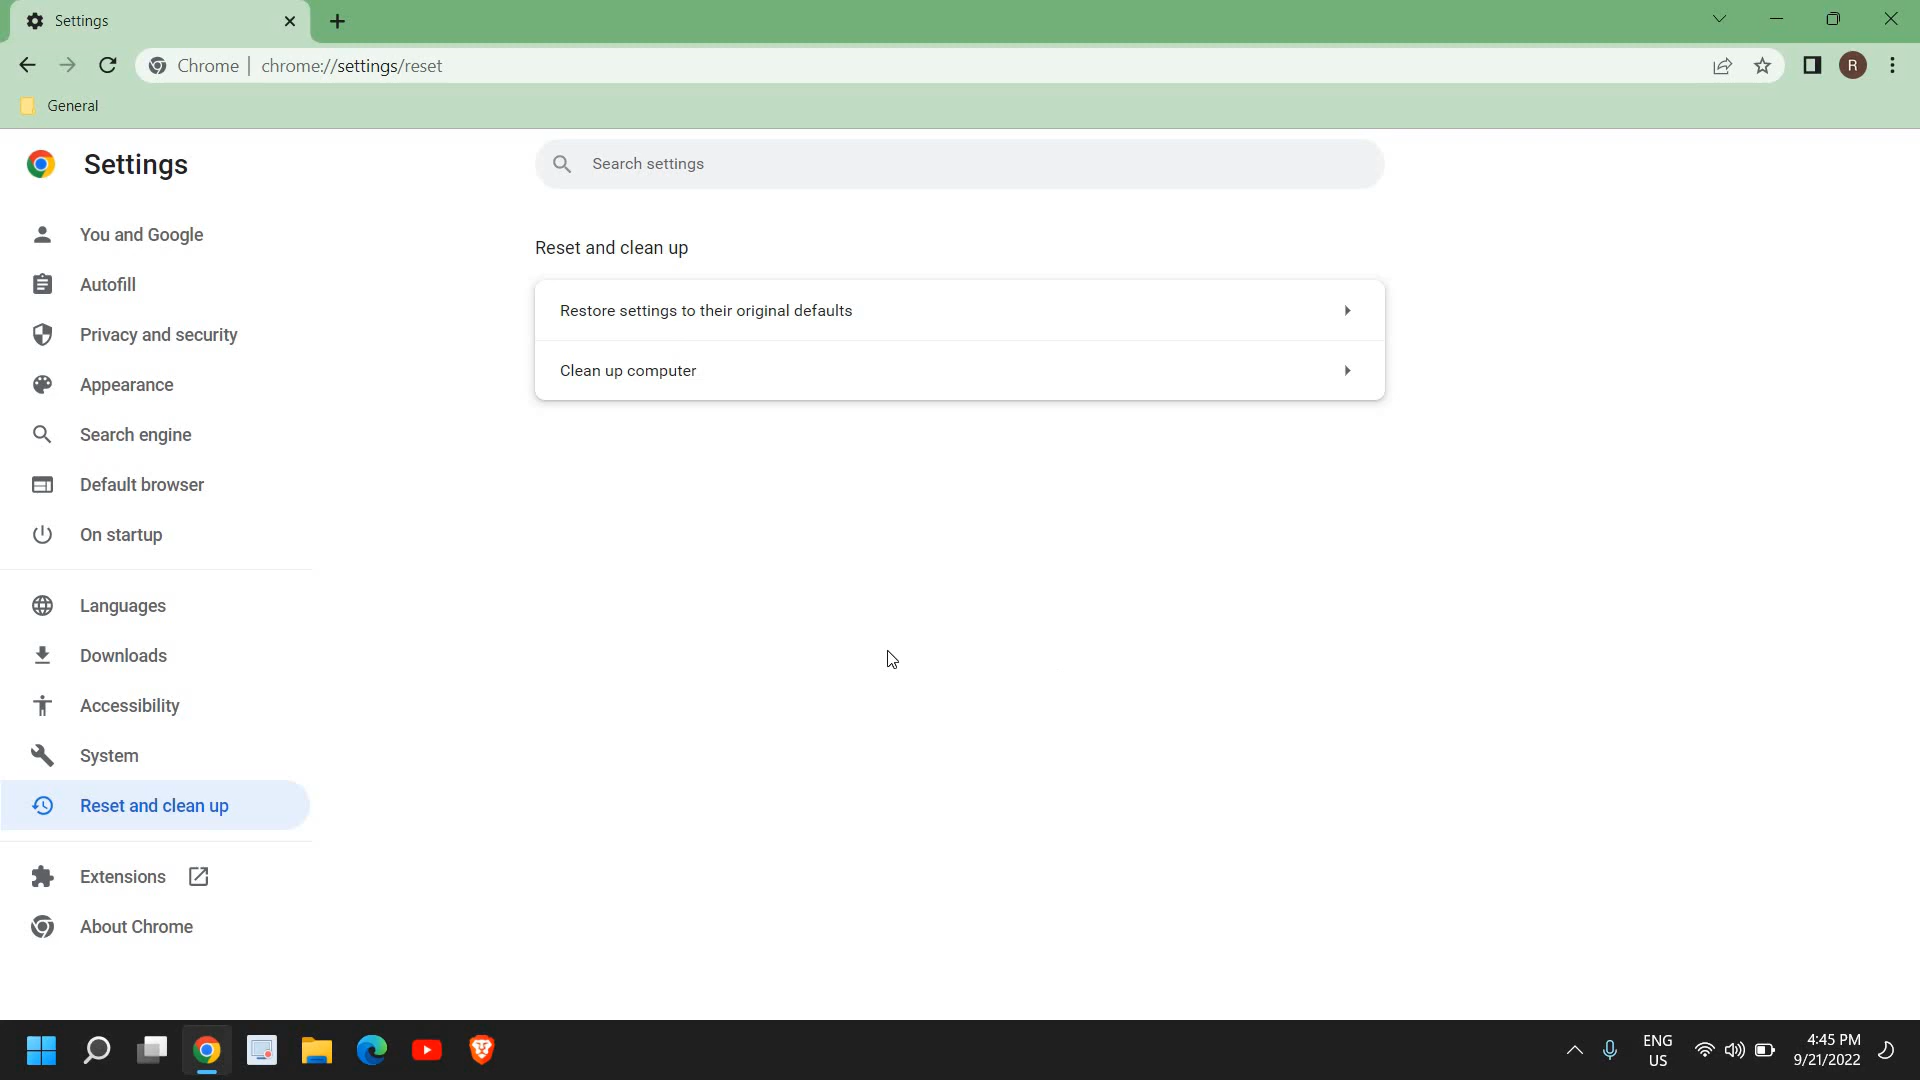 Settings
Chrome | chrome://settings/reset
R
General
Settings
Search settings
You and Google
Autofill
Privacy and security
Appearance
Search engine
Default browser
On startup
Languages
Downloads
Accessibility
System
Reset and clean up
Extensions
About Chrome
Reset and clean up
Restore settings to their original defaults
Clean up computer
ENG
US
4:45 PM
9/21/2022